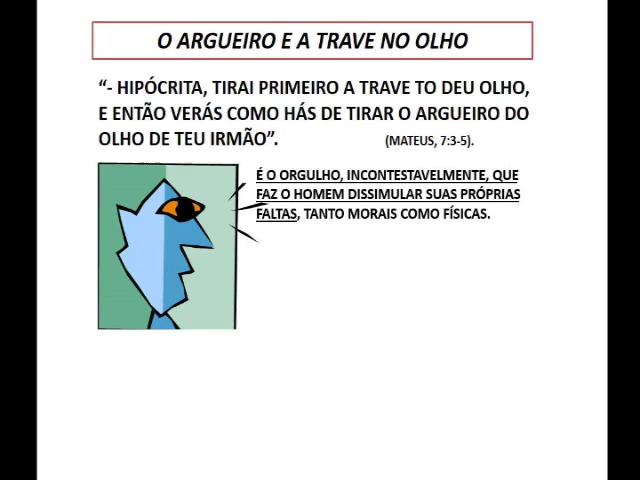 O ARGUEIRO E A TRAVE NO OLHO
“- HIPÓCRITA, TIRAI PRIMEIRO A TRAVE TO DEU OLHO,
E ENTÃO VERÁS COMO HÁS DE TIRAR O ARGUEIRO DO
OLHO DE TEU IRMÃO”. (MATEUS, 7:3-5).
É O ORGULHO, INCONTESTAVELMENTE, QUE
FAZ O HOMEM DISSIMULAR SUAS PRÓPRIAS
FALTAS, TANTO MORAIS COMO FÍSICAS.